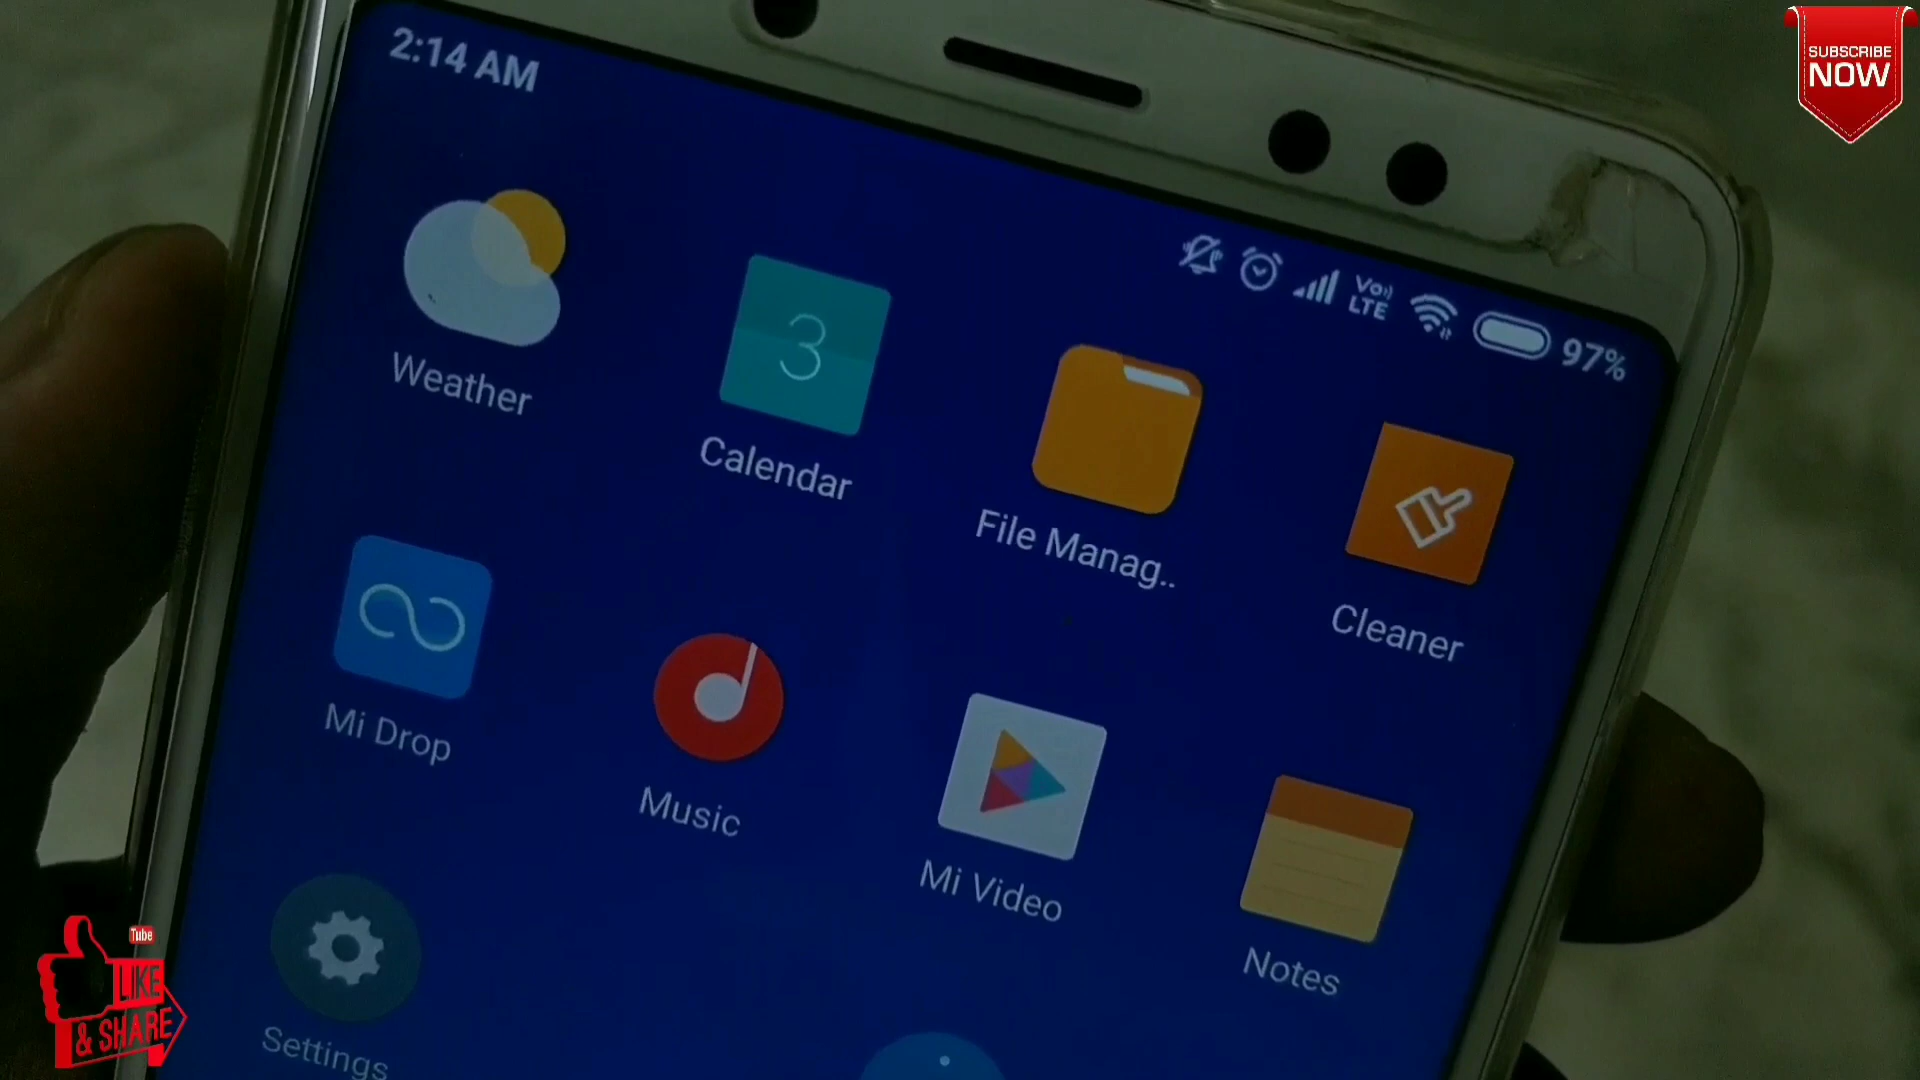 2:14 AM
SUBSCRIBE
NOW
Vo))
LTE
97%
Weather
3
Calendar
File Manag..
Cleaner
Mi Drop
Music
Mi Video
Notes
Settings
Tube
LIKE
& SHARE